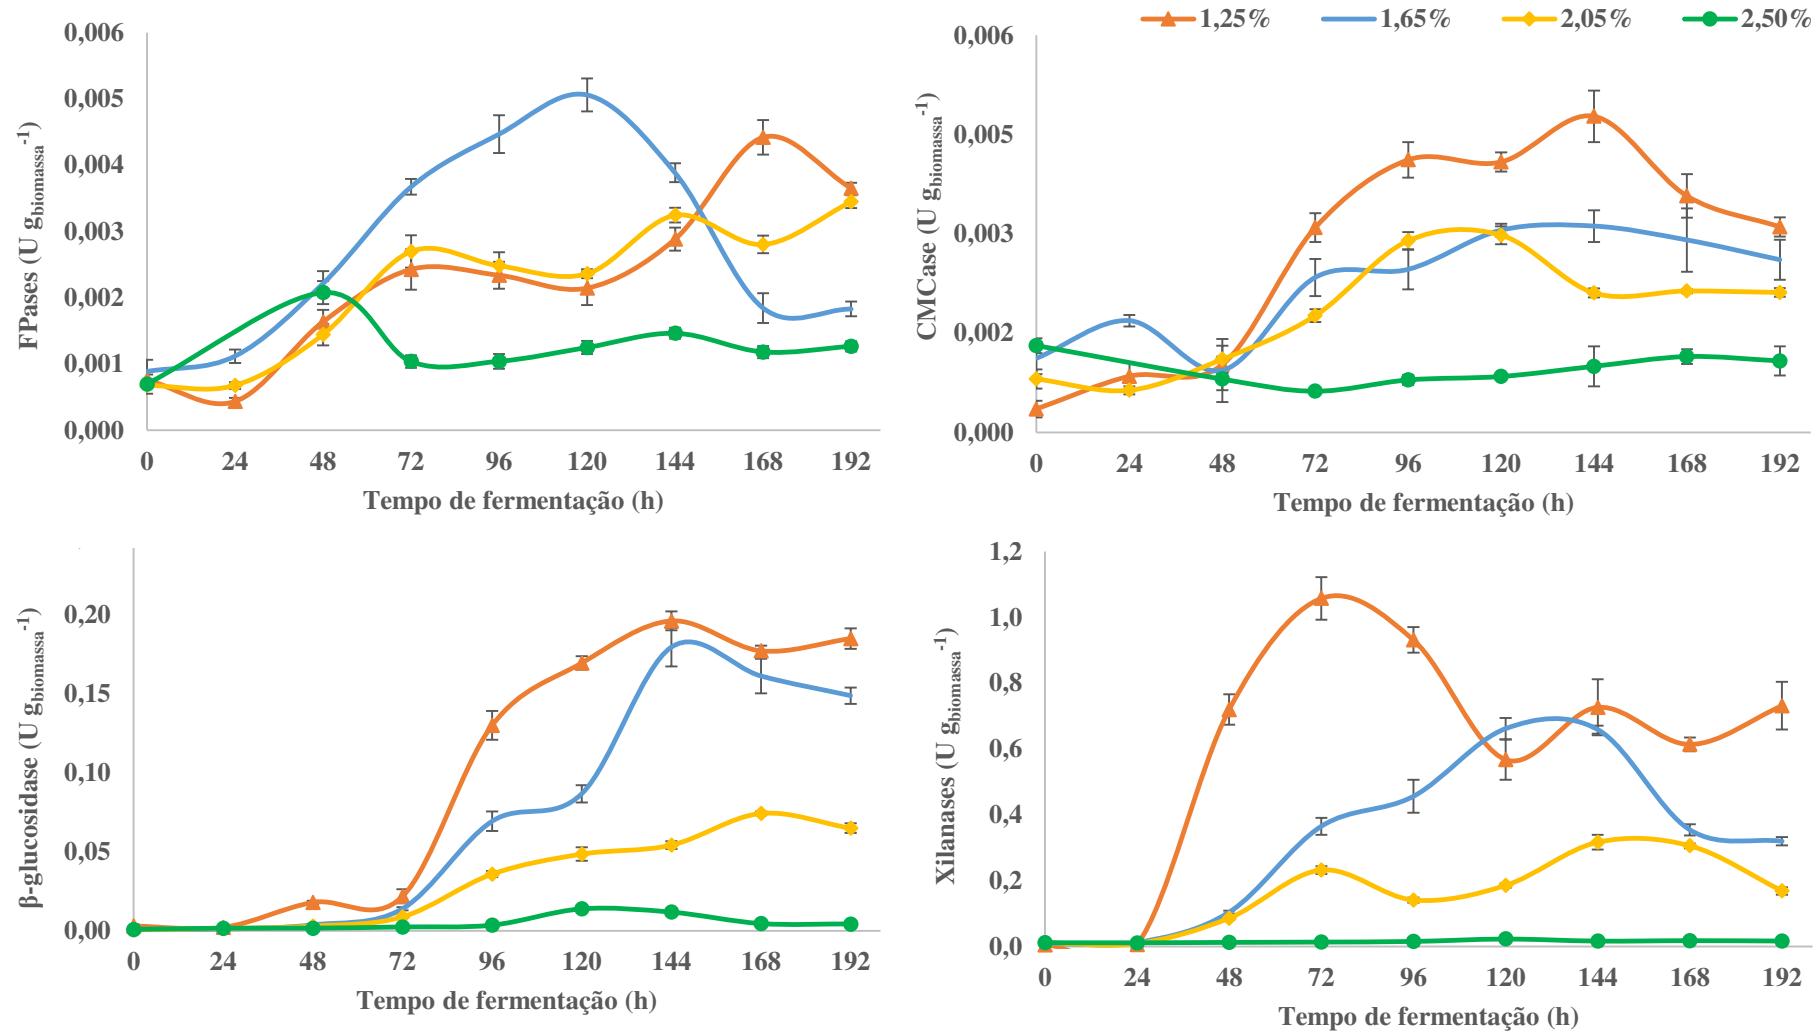 1,25% 1,65% 2,05% 2,50%
FPases (U gbiomassa-1)
0,006
0,005
0,004
0,003
0,002
0,001
0,000
0 24 48 72 96 120 144 168 192
Tempo de fermentação (h)
CMCase (U gbiomassa-1)
0,006
0,005
0,003
0,002
0,000
0 24 48 72 96 120 144 168 192
Tempo de fermentação (h)
β-glucosidase (U gbiomassa-1)
0,20
0,15
0,10
0,05
0,00
0 24 48 72 96 120 144 168 192
Tempo de fermentação (h)
Xilanases (U gbiomassa-1)
1,2
1,0
0,8
0,6
0,4
0,2
0,0
0 24 48 72 96 120 144 168 192
Tempo de fermentação (h)